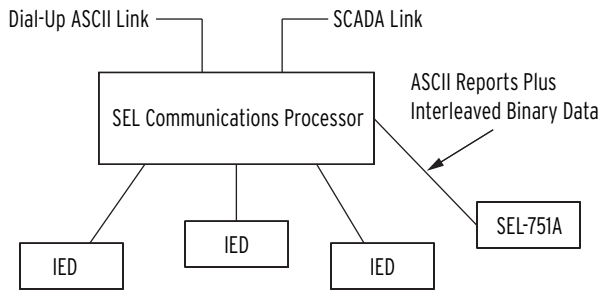 Dial-Up ASCII Link
SCADA Link
SEL Communications Processor
ASCII Reports Plus
Interleaved Binary Data
SEL-751A
IED
IED
IED